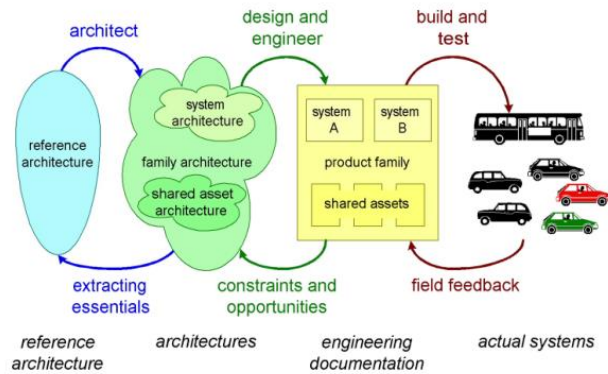 architect
design and
engineer
build and
test
reference
architecture
system
architecture
family architecture
shared asset
architecture
system
A
system
B
product family
shared assets
extracting
essentials
constraints and
opportunities
field feedback
reference
architecture
architectures
engineering
documentation
actual systems